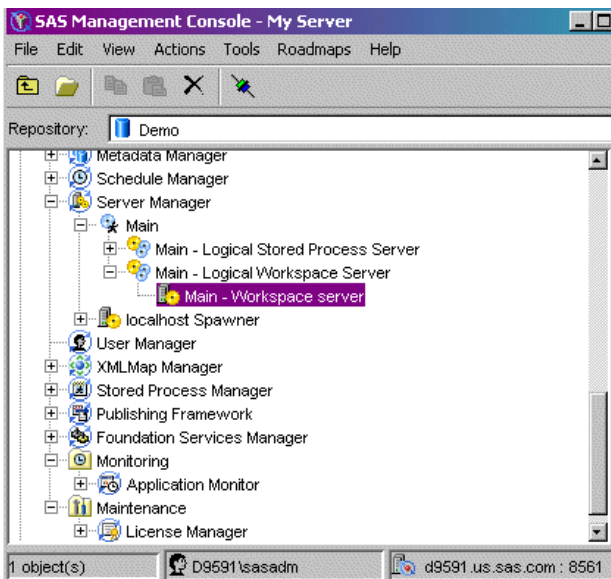 SAS Management Console - My Server
File Edit View Actions Tools Roadmaps Help
Repository: Demo
Metadata Manager
Schedule Manager
Server Manager
Main
Main - Logical Stored Process Server
Main - Logical Workspace Server
Main - Workspace server
localhost Spawner
User Manager
XMLMap Manager
Stored Process Manager
Publishing Framework
Foundation Services Manager
Monitoring
Application Monitor
Maintenance
License Manager
1 object(s) D9591\sasadm d9591.us.sas.com : 8561